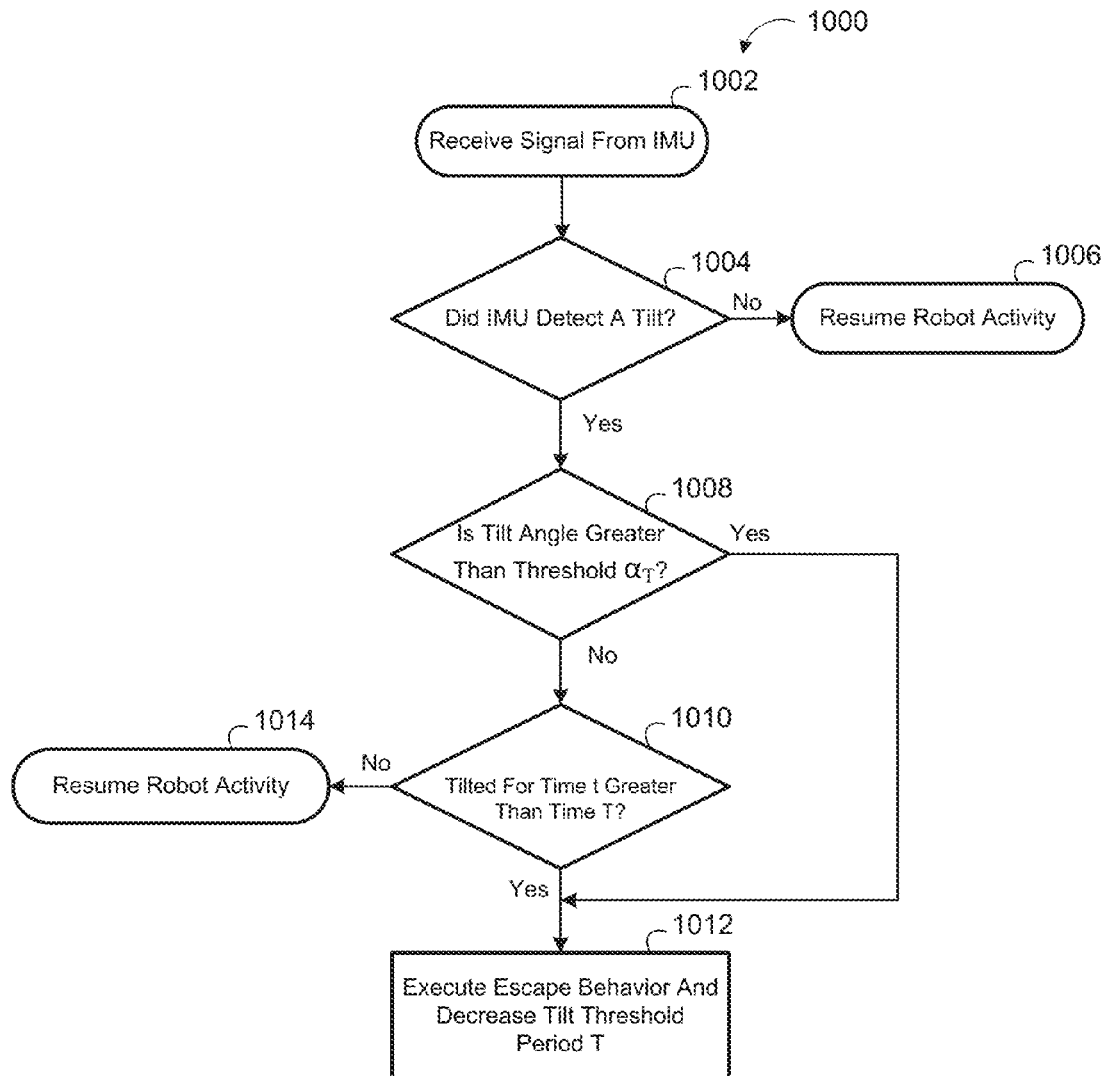 1000
1002
Receive Signal From IMU
1004
Did IMU Detect A Tilt?
No
1006
Resume Robot Activity
Yes
1008
Is Tilt Angle Greater
Than Threshold αT?
Yes
No
1010
Tilted For Time t Greater
Than Time T?
No
1014
Resume Robot Activity
Yes
1012
Execute Escape Behavior And
Decrease Tilt Threshold
Period T